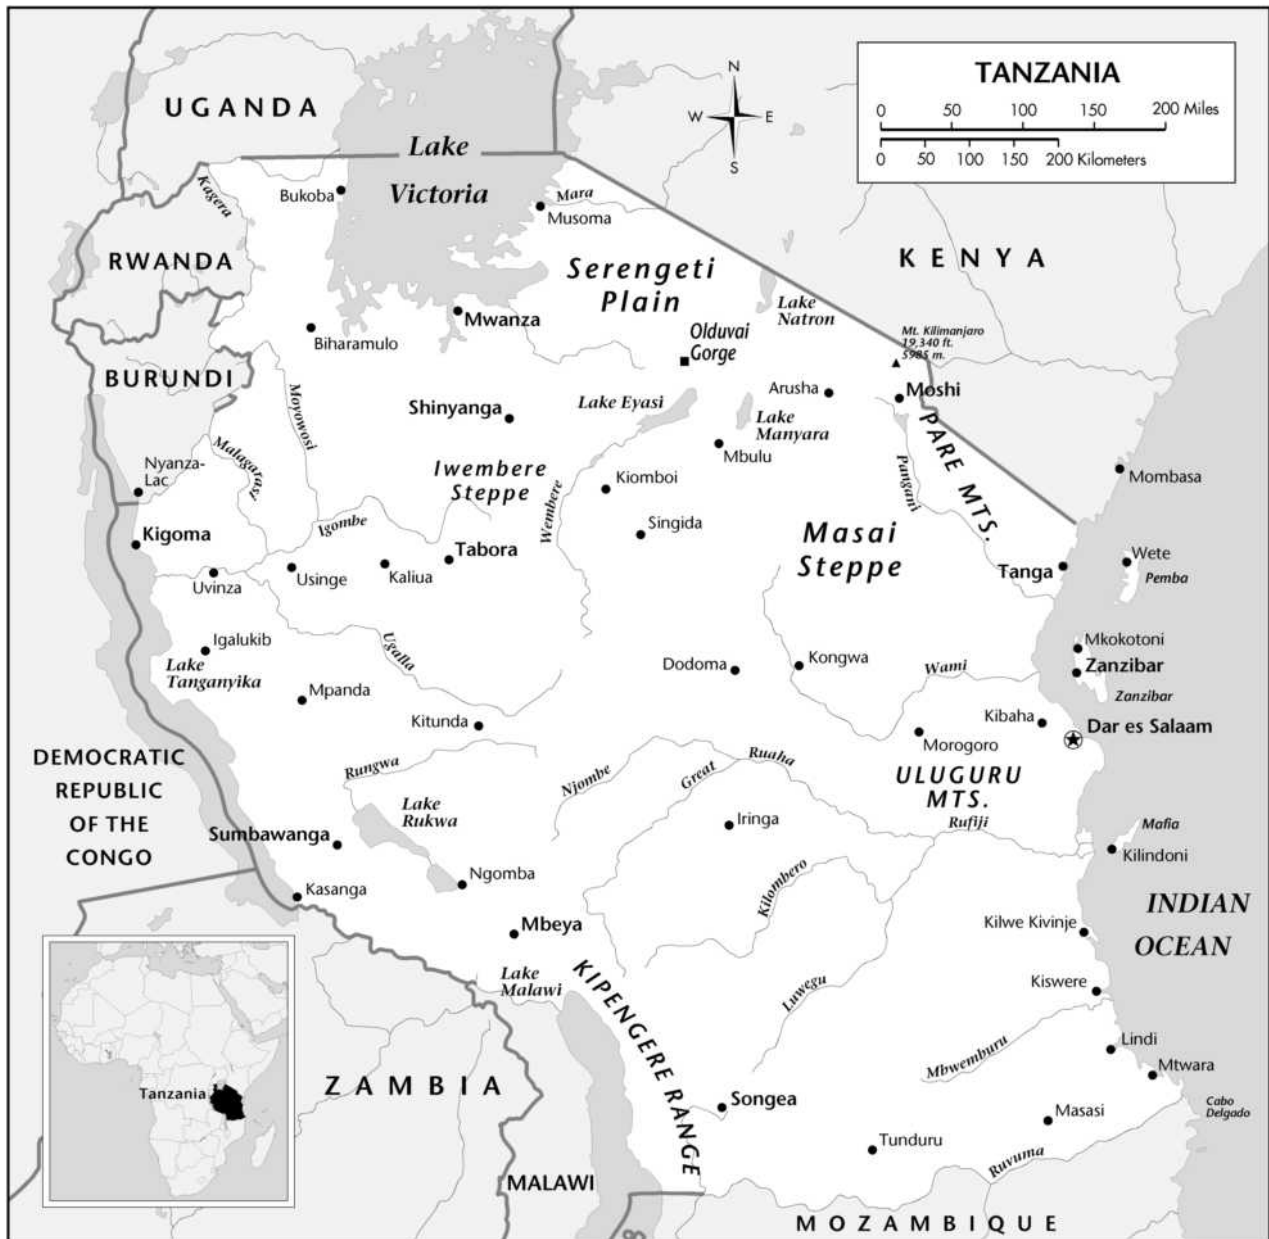 TANZANIA
0 50 100 150 200 Miles
0 50 100 150 200 Kilometers
N
W E
S
UGANDA
Lake
Victoria
Kagera
Bukoba
Mara
Musoma
RWANDA
KENYA
Serengeti
Plain
Lake
Natron
Mwanza
Biharamulo
Olduvai
Gorge
Mt. Kilimanjaro
19,340 ft.
5985 m.
BURUNDI
Moyowosi
Shinyanga
Lake Eyasi
Arusha
Moshi
Lake
Manyara
PARE MTS.
Malagarasi
Mbulu
Nyanza-
Lac
Iwembere
Steppe
Kiomboi
Pangani
Mombasa
Wembere
Igombe
Singida
Kigoma
Masai
Steppe
Tabora
Wete
Pemba
Tanga
Uvinza
Usinge
Kaliua
Igalukib
Lake
Tanganyika
Ugalla
Mkokotoni
Zanzibar
Zanzibar
Dodoma
Kongwa
Wami
Mpanda
Kitunda
Kibaha
Dar es Salaam
Morogoro
DEMOCRATIC
REPUBLIC
OF THE
CONGO
Rungwa
Njombe
Great
Ruaha
ULUGURU
MTS.
Rufiji
Lake
Rukwa
Iringa
Mafia
Kilindoni
Sumbawanga
Kilombero
Ngomba
Kasanga
INDIAN
OCEAN
Mbeya
Kilwe Kivinje
Lake
Malawi
KIPENGERE RANGE
Luwegu
Kiswere
Mbwemburu
Lindi
Mtwara
ZAMBIA
Tanzania
Songea
Masasi
Cabo
Delgado
Tunduru
Ruvuma
MALAWI
MOZAMBIQUE